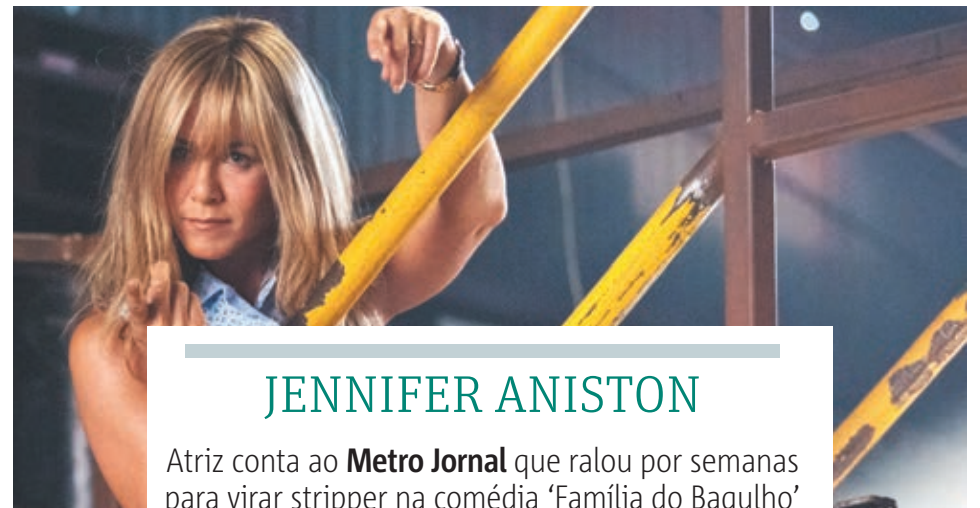 JENNIFER ANISTON
Atriz conta ao Metro Jornal que ralou por semanas
para virar stripper na comédia ‘Família do Bagulho’